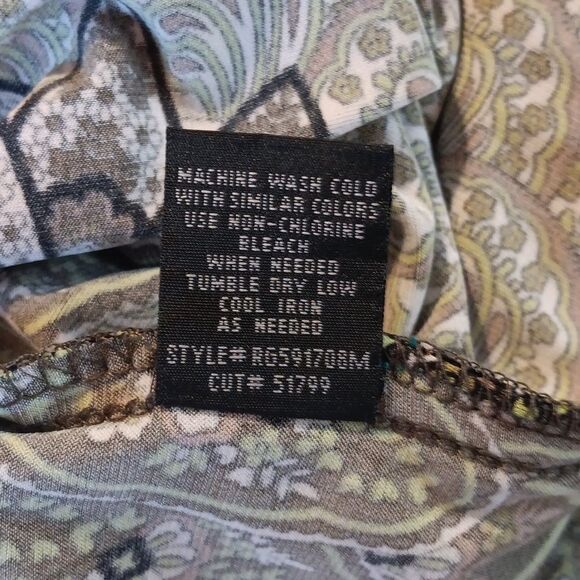 MACHINE WASH COLD
WITH SIMILAR COLORS
USE NON-CHLORINE
BLEACH
WHEN NEEDED
TUMBLE DRY LOW
COOL IRON
AS NEEDED
STYLE# RG591708M
CUT# 51799